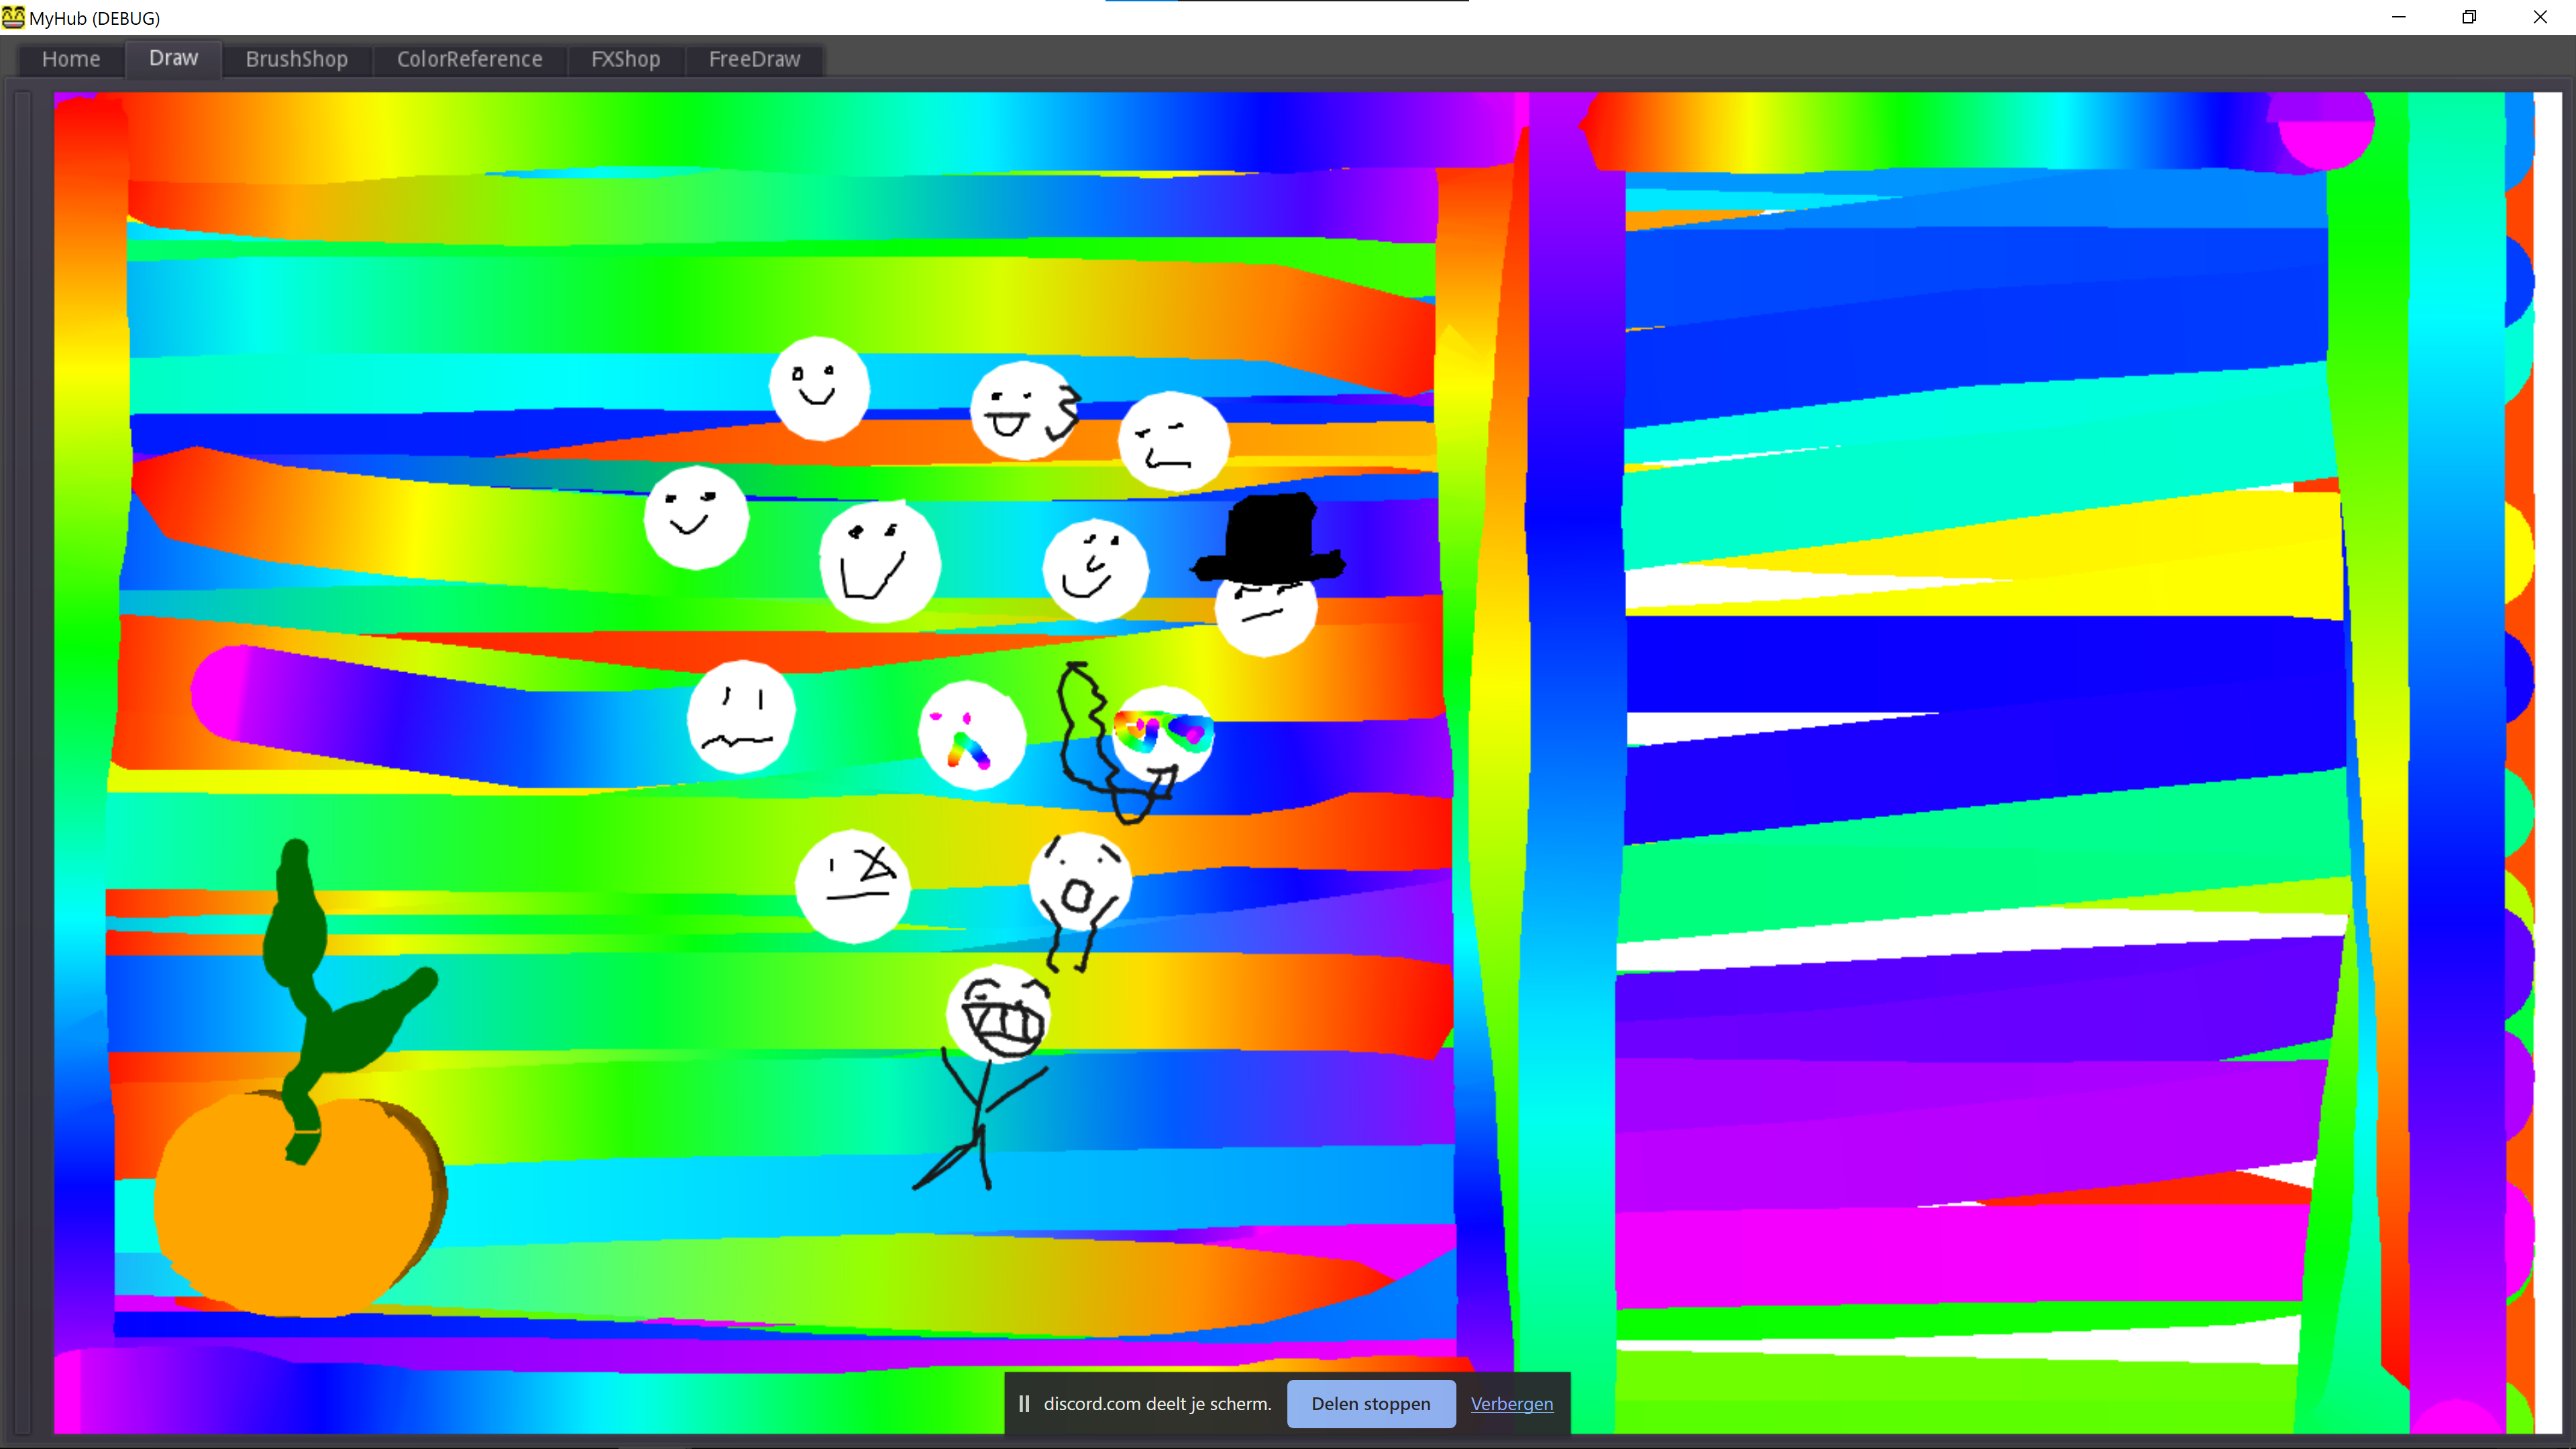 MyHub (DEBUG)
Home Draw BrushShop ColorReference FXShop FreeDraw
discord.com deelt je scherm. Delen stoppen Verbergen